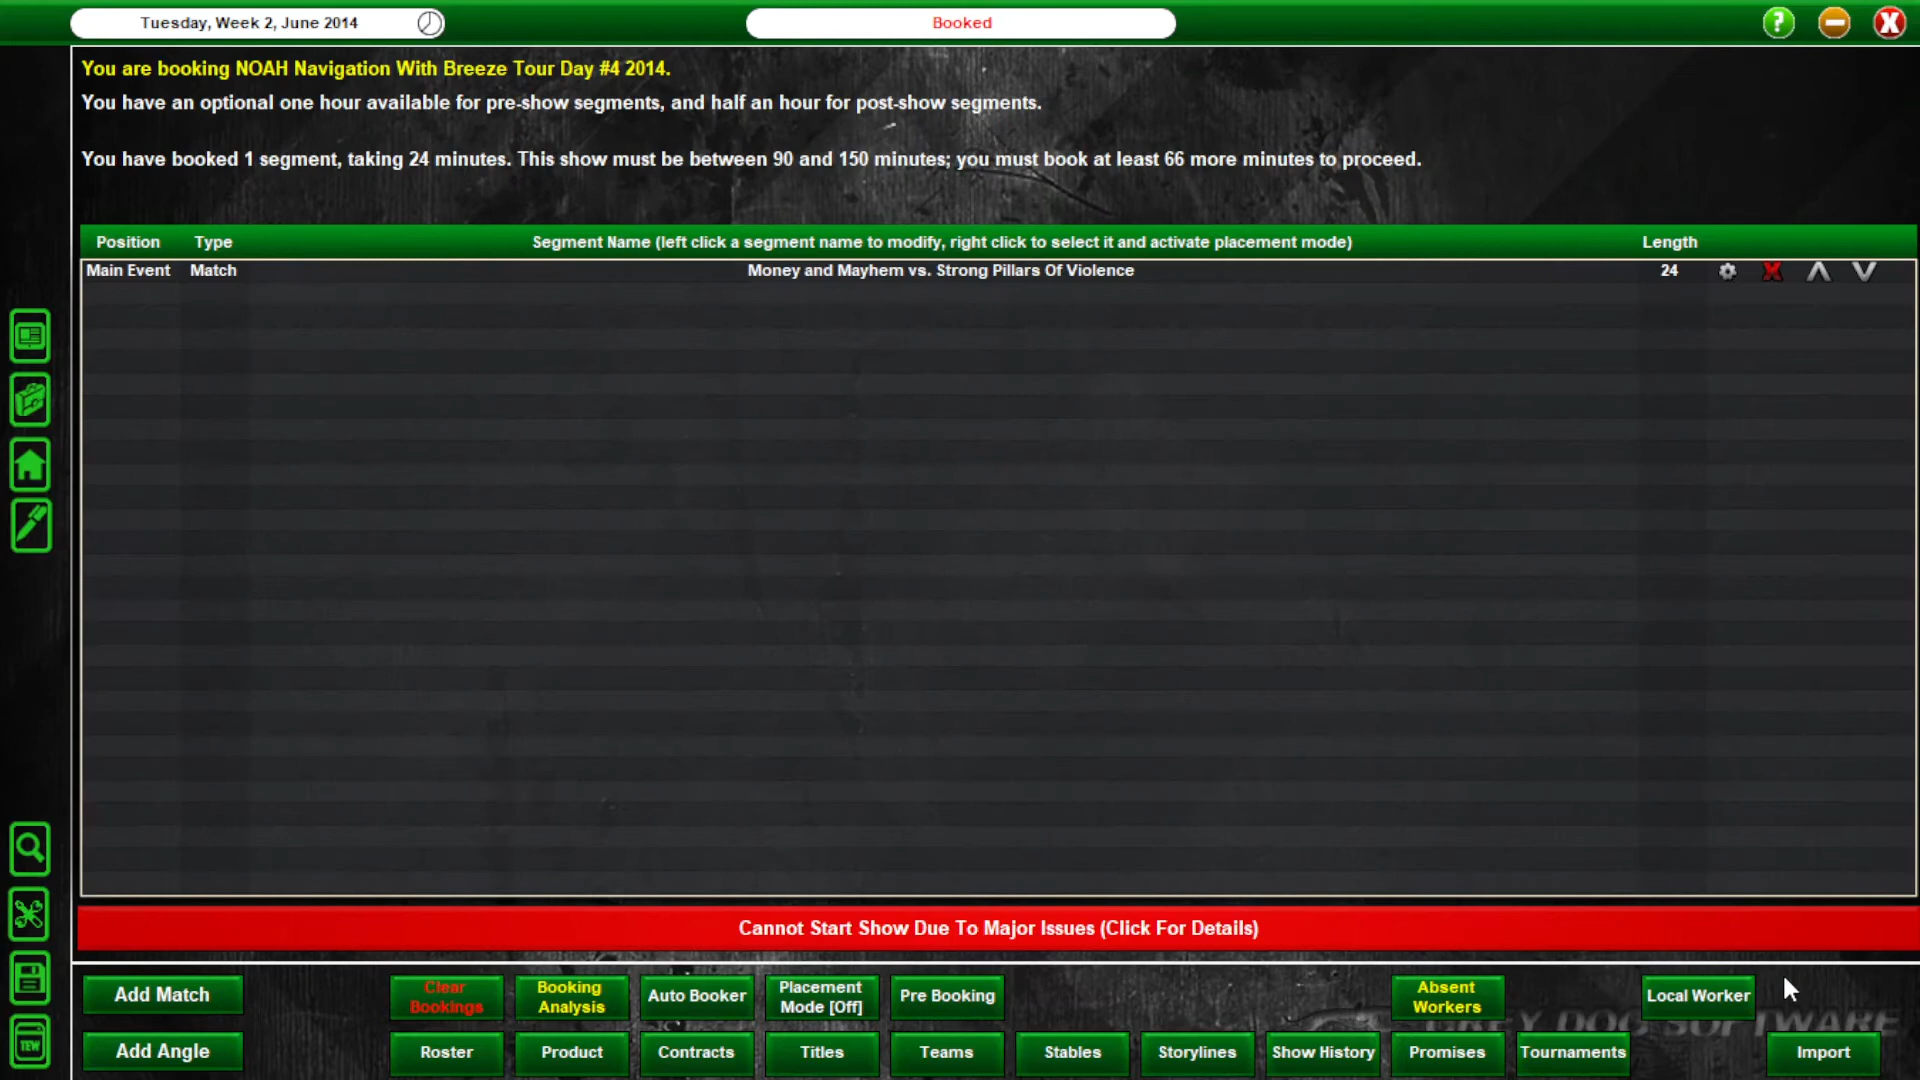 Tuesday, Week 2, June 2014
Booked
You are booking NOAH Navigation With Breeze Tour Day #4 2014.
You have an optional one hour available for pre-show segments, and half an hour for post-show segments.
You have booked 1 segment, taking 24 minutes. This show must be between 90 and 150 minutes; you must book at least 66 more minutes to proceed.
Position Type Segment Name (left click a segment name to modify, right click to select it and activate placement mode) Length
Main Event Match Money and Mayhem vs. Strong Pillars Of Violence 24
Cannot Start Show Due To Major Issues (Click For Details)
Add Match
Clear Bookings
Booking Analysis
Auto Booker
Placement Mode [Off]
Pre Booking
Absent Workers
Local Worker
GREY DOG SOFTWARE
TEW
Add Angle
Roster
Product
Contracts
Titles
Teams
Stables
Storylines
Show History
Promises
Tournaments
Import